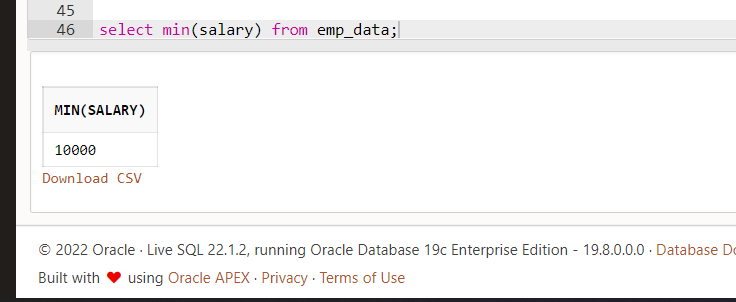 45
46 select min(salary) from emp_data;
MIN(SALARY)
10000
Download CSV
© 2022 Oracle · Live SQL 22.1.2, running Oracle Database 19c Enterprise Edition - 19.8.0.0.0 · Database
Built with ❤ using Oracle APEX · Privacy · Terms of Use